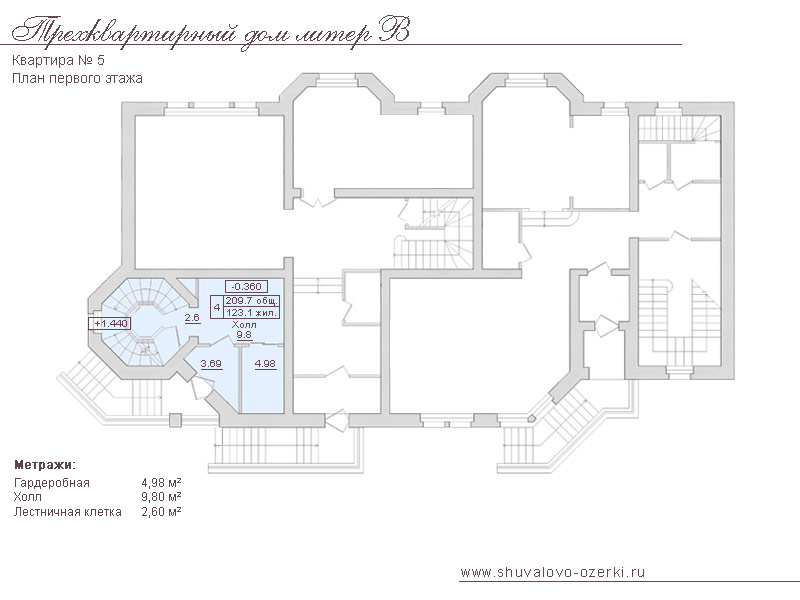 Трехквартирный дом литер В
Квартира № 5
План первого этажа
-0.360
4
209.7 общ.
123.1 жил.
+1.440
2.6
Холл
9.8
3.69
4.98
Метражи:
Гардеробная 4,98 м²
Холл 9,80 м²
Лестничная клетка 2,60 м²
www.shuvalovo-ozerki.ru